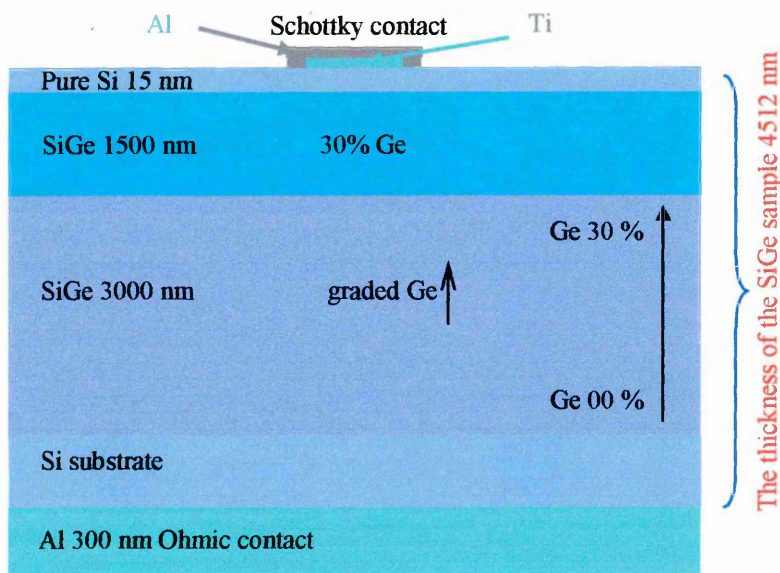 Al
Schottky contact
Ti
Pure Si 15 nm
SiGe 1500 nm
30% Ge
Ge 30 %
SiGe 3000 nm
graded Ge
Ge 00 %
Si substrate
Al 300 nm Ohmic contact
The thickness of the SiGe sample 4512 nm